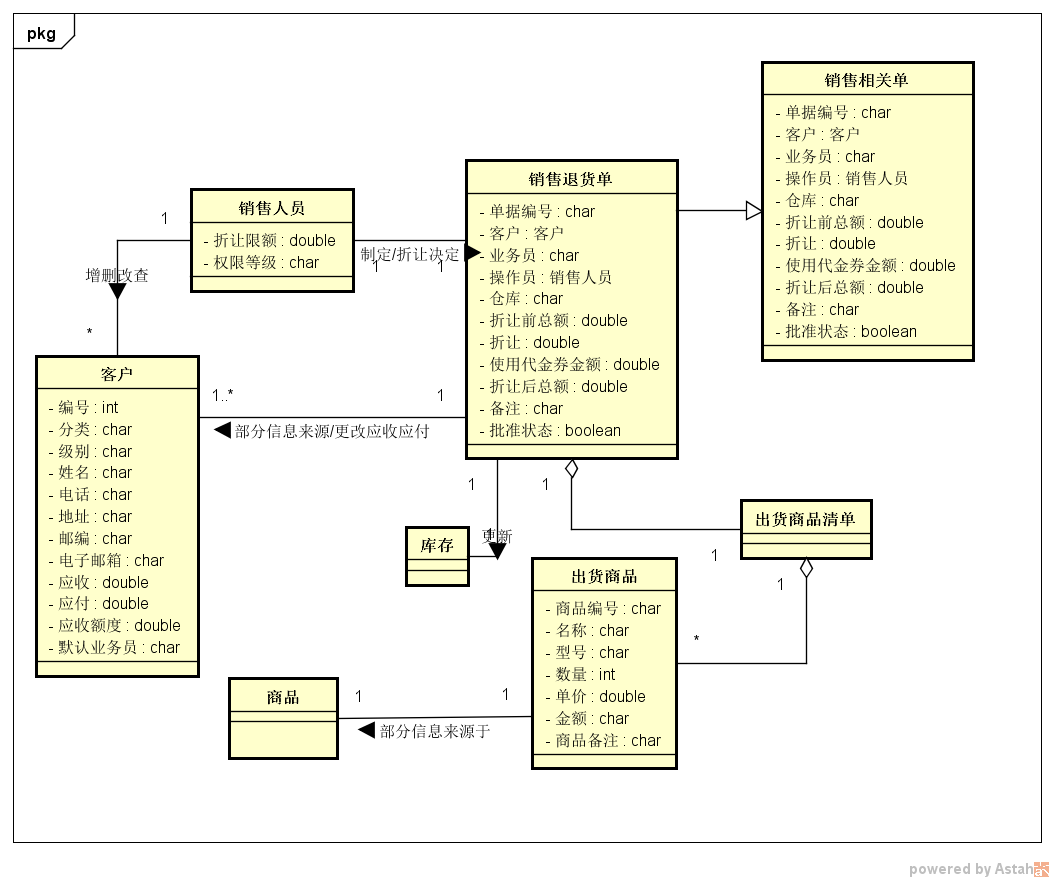 pkg
销售相关单
- 单据编号 : char
- 客户 : 客户
- 业务员 : char
- 操作员 : 销售人员
- 仓库 : char
- 折让前总额 : double
- 折让 : double
- 使用代金券金额 : double
- 折让后总额 : double
- 备注 : char
- 批准状态 : boolean
销售退货单
- 单据编号 : char
- 客户 : 客户
- 业务员 : char
- 操作员 : 销售人员
- 仓库 : char
- 折让前总额 : double
- 折让 : double
- 使用代金券金额 : double
- 折让后总额 : double
- 备注 : char
- 批准状态 : boolean
销售人员
- 折让限额 : double
- 权限等级 : char
制定/折让决定
1
1
1
增删改查
*
客户
- 编号 : int
- 分类 : char
- 级别 : char
- 姓名 : char
- 电话 : char
- 地址 : char
- 邮编 : char
- 电子邮箱 : char
- 应收 : double
- 应付 : double
- 应收额度 : double
- 默认业务员 : char
1..*
1
部分信息来源/更改应收应付
1
1
更新
1
库存
出货商品清单
1
1
*
出货商品
- 商品编号 : char
- 名称 : char
- 型号 : char
- 数量 : int
- 单价 : double
- 金额 : char
- 商品备注 : char
商品
1
1
部分信息来源于
powered by Astah